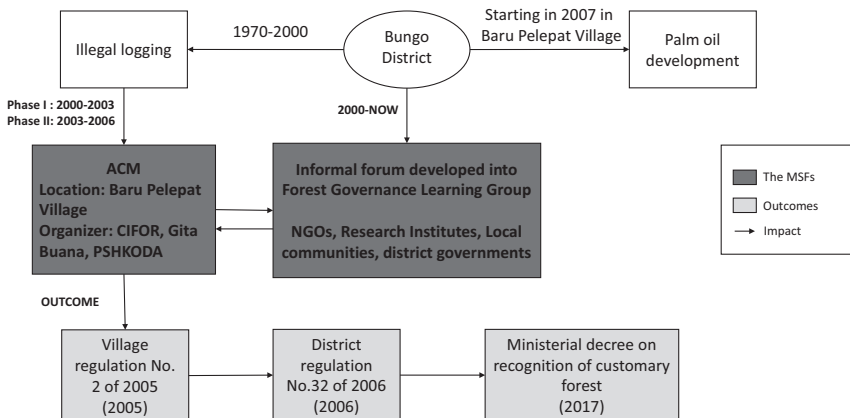 Illegal logging
1970-2000
Bungo
District
Starting in 2007 in
Baru Pelepat Village
Palm oil
development
Phase I : 2000-2003
Phase II: 2003-2006
2000-NOW
ACM
Location: Baru Pelepat
Village
Organizer: CIFOR, Gita
Buana, PSHKODA
Informal forum developed into
Forest Governance Learning Group
NGOs, Research Institutes, Local
communities, district governments
The MSFs
Outcomes
Impact
OUTCOME
Village
regulation No.
2 of 2005
(2005)
District
regulation
No.32 of 2006
(2006)
Ministerial decree on
recognition of customary
forest
(2017)